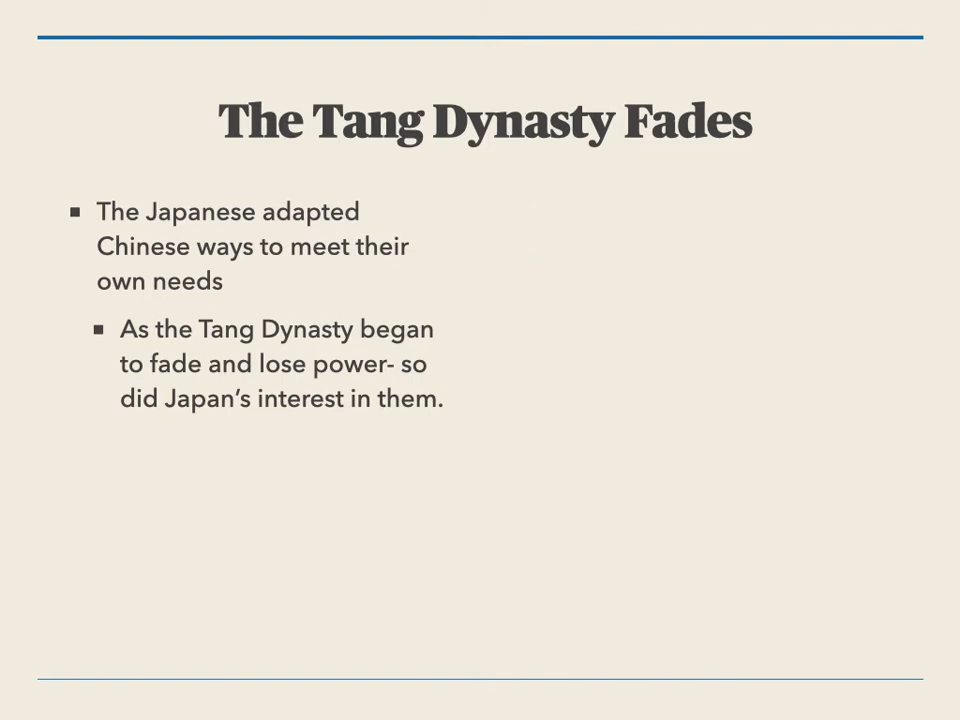 The Tang Dynasty Fades
The Japanese adapted
Chinese ways to meet their
own needs
As the Tang Dynasty began
to fade and lose power- so
did Japan’s interest in them.